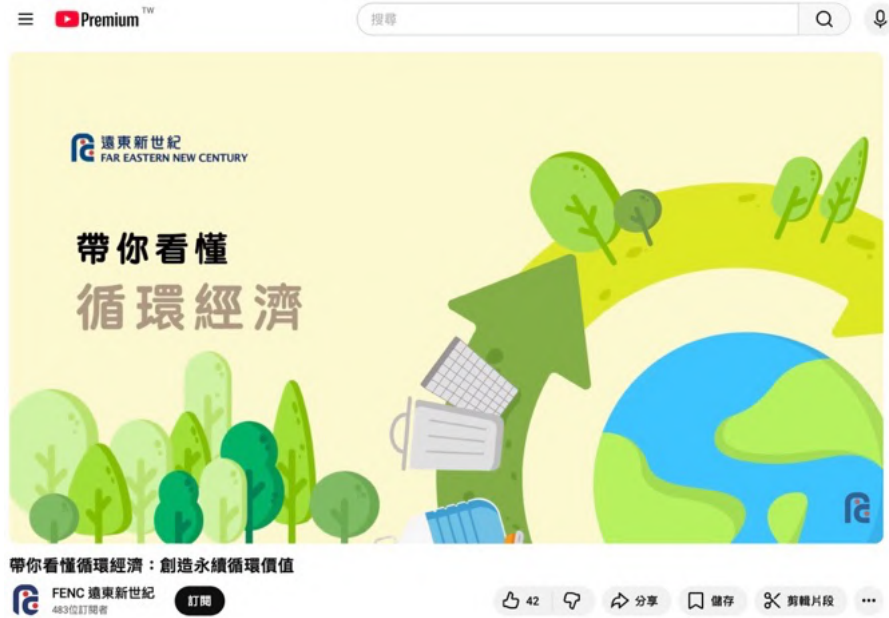 Premium TW
搜尋
遠東新世紀
FAR EASTERN NEW CENTURY
帶你看懂
循環經濟
帶你看懂循環經濟：創造永續循環價值
FENC 遠東新世紀
483位訂閱者
訂閱
42
分享
儲存
剪輯片段